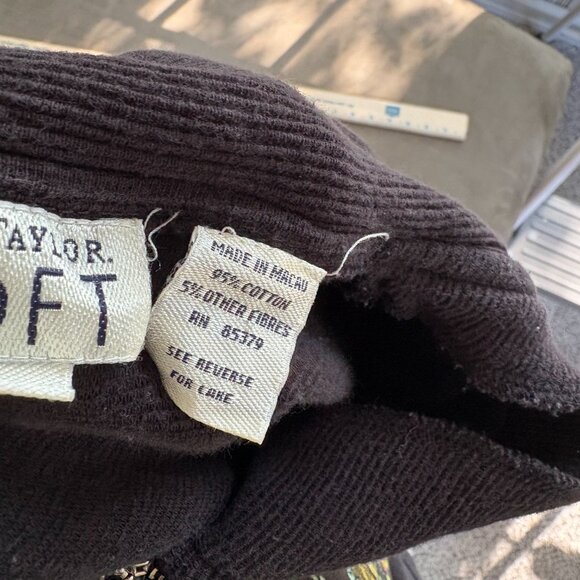 TAYLOR.
OFT
MADE IN MACAU
95% COTTON
5% OTHER FIBRES
RN 85379
SEE REVERSE
FOR CARE